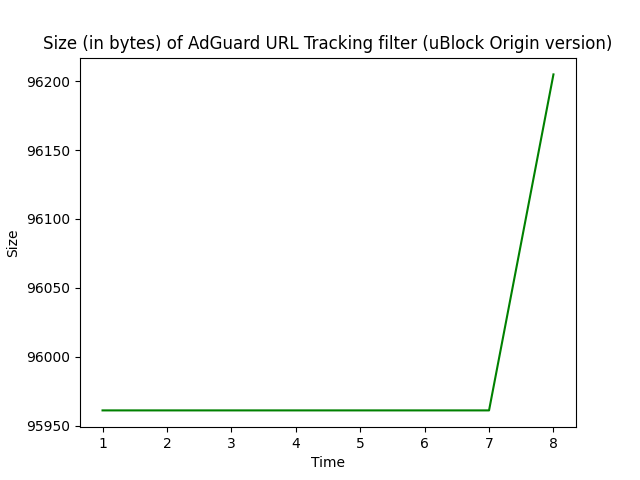 Size (in bytes) of AdGuard URL Tracking filter (uBlock Origin version)
96200
96150
96100
96050
96000
95950
Size
1 2 3 4 5 6 7 8
Time